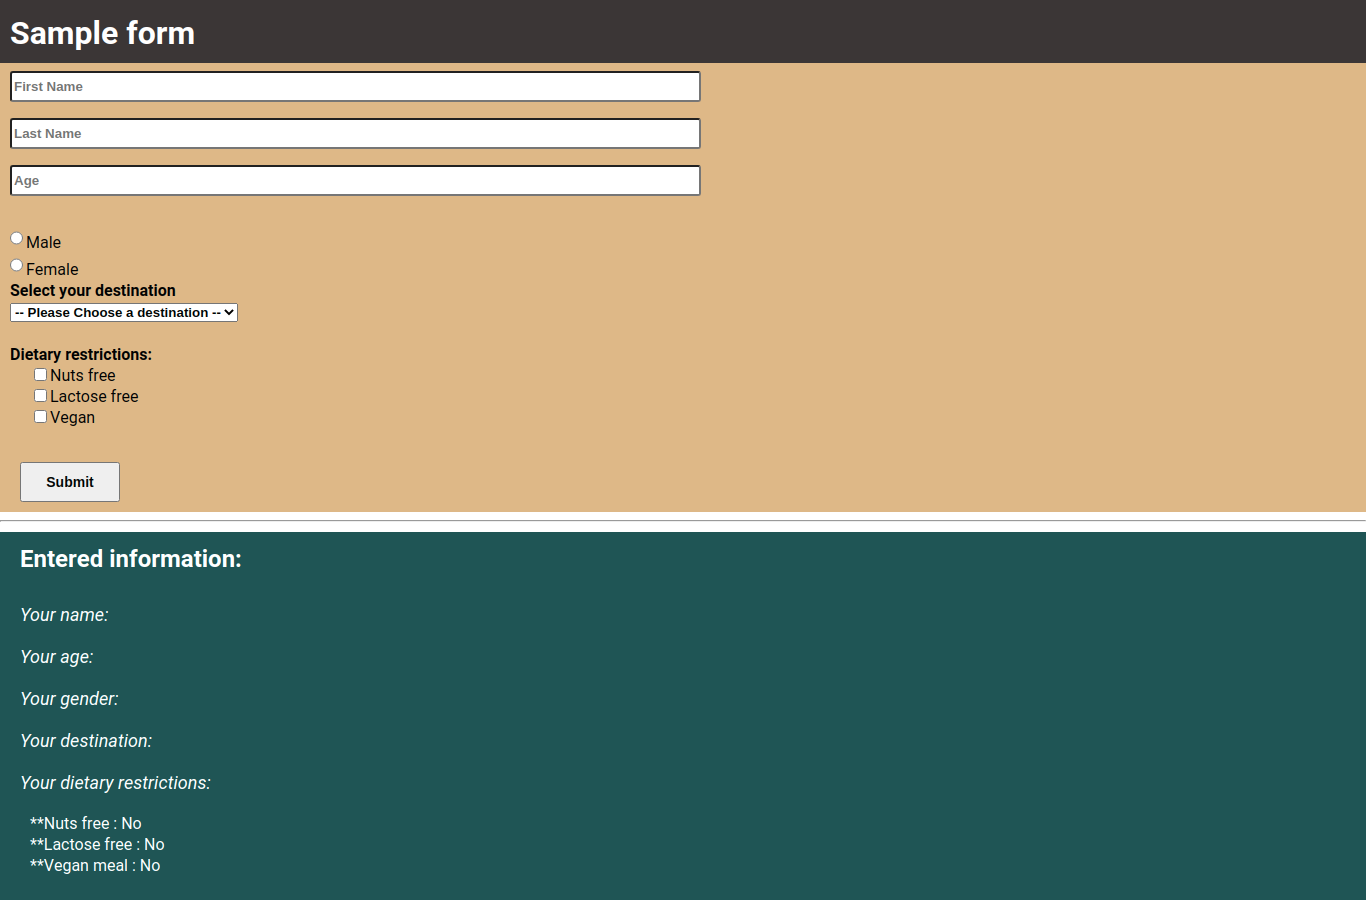 Sample form
First Name
Last Name
Age
Male
Female
Select your destination
-- Please Choose a destination --
Dietary restrictions:
Nuts free
Lactose free
Vegan
Submit
Entered information:
Your name:
Your age:
Your gender:
Your destination:
Your dietary restrictions:
**Nuts free : No
**Lactose free : No
**Vegan meal : No